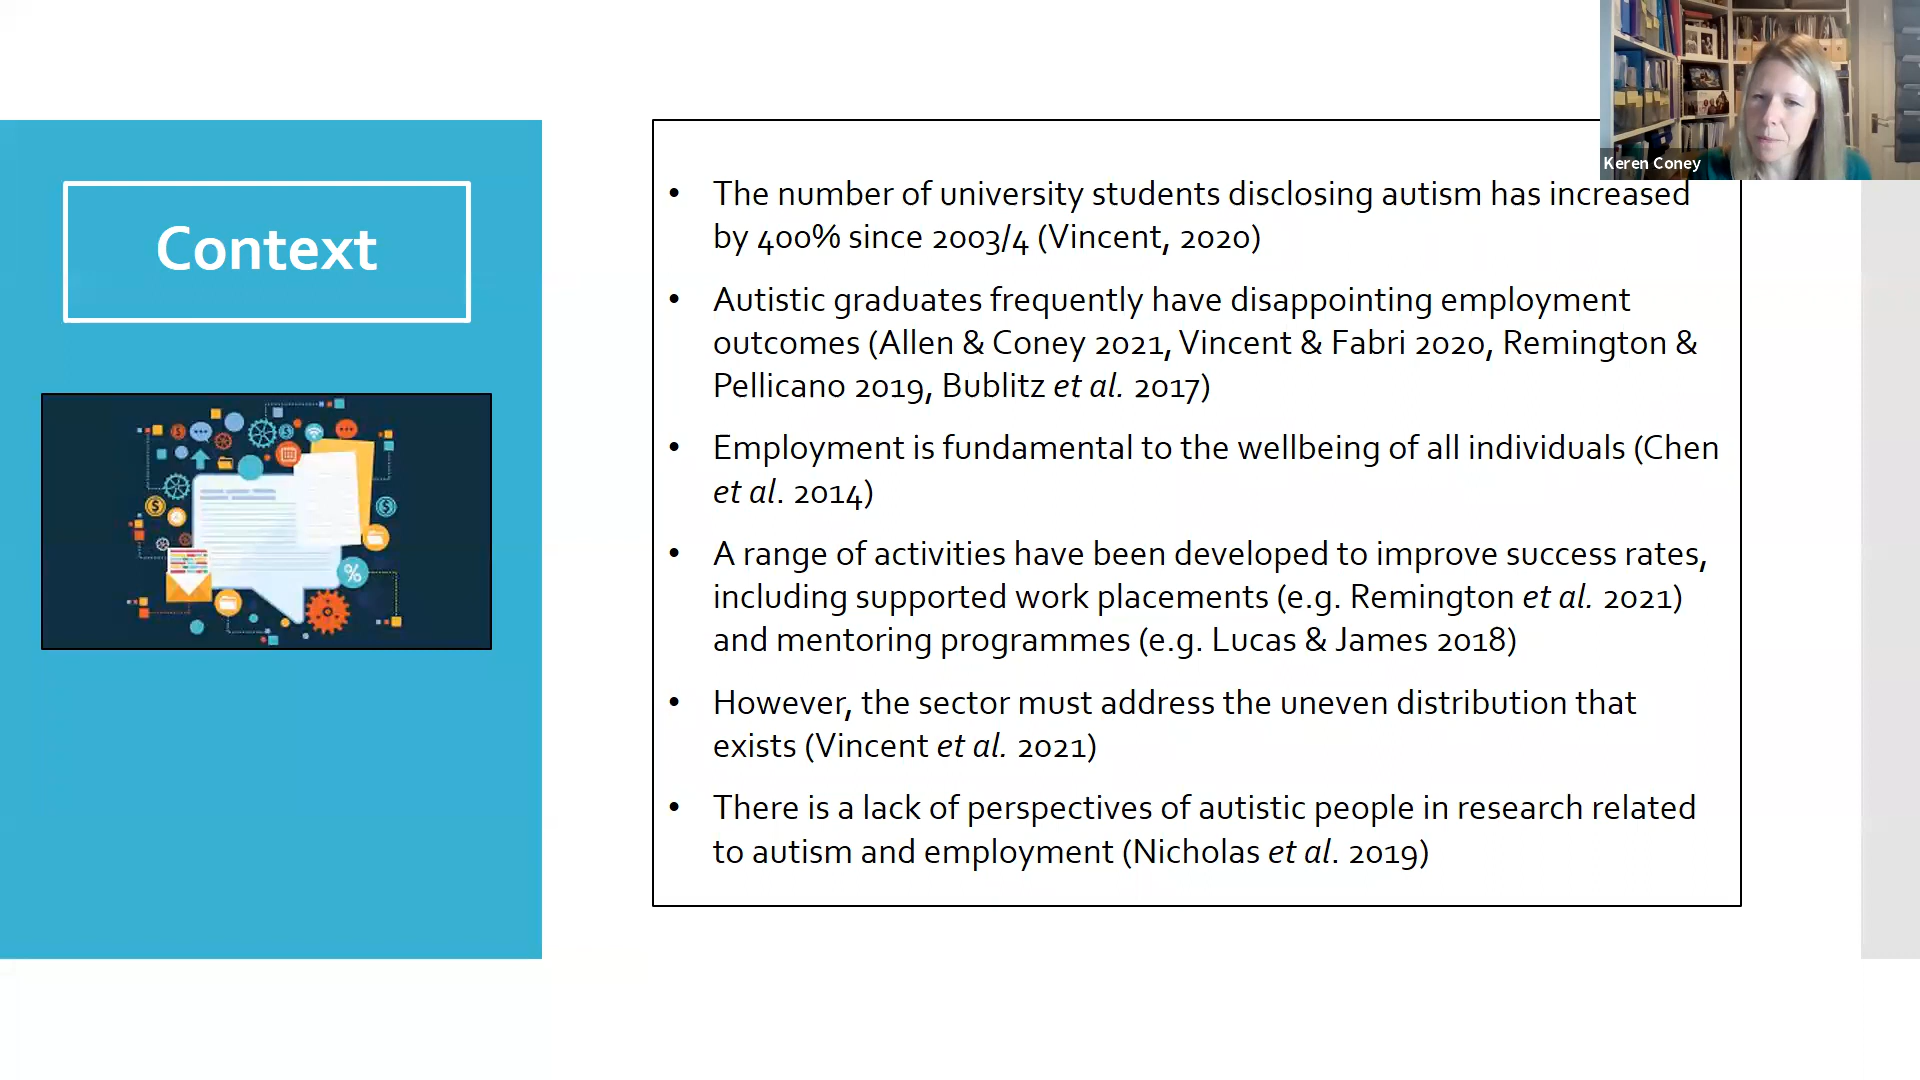 Keren Coney
Context
• The number of university students disclosing autism has increased
by 400% since 2003/4 (Vincent, 2020)
• Autistic graduates frequently have disappointing employment
outcomes (Allen & Coney 2021, Vincent & Fabri 2020, Remington &
Pellicano 2019, Bublitz et al. 2017)
• Employment is fundamental to the wellbeing of all individuals (Chen
et al. 2014)
• A range of activities have been developed to improve success rates,
including supported work placements (e.g. Remington et al. 2021)
and mentoring programmes (e.g. Lucas & James 2018)
• However, the sector must address the uneven distribution that
exists (Vincent et al. 2021)
• There is a lack of perspectives of autistic people in research related
to autism and employment (Nicholas et al. 2019)
%